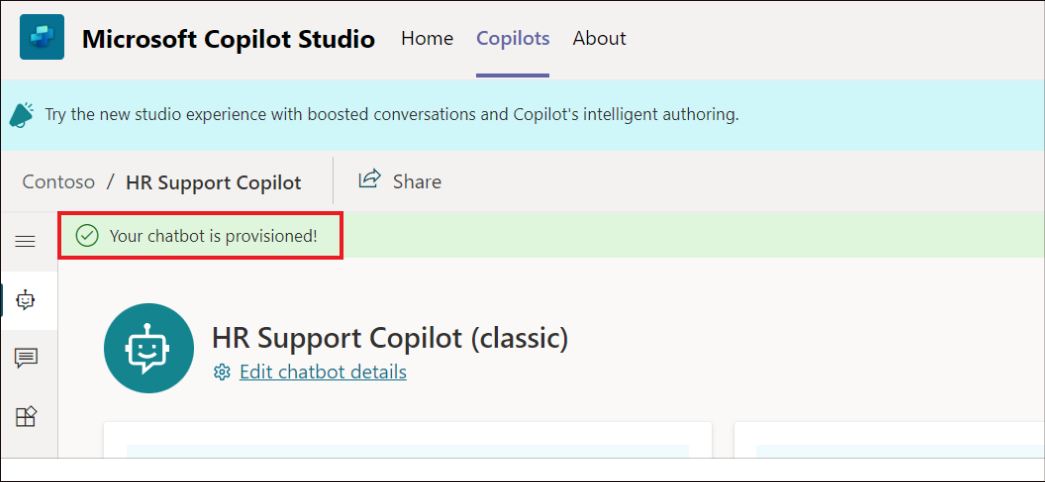 Microsoft Copilot Studio Home Copilots About
Try the new studio experience with boosted conversations and Copilot's intelligent authoring.
Contoso / HR Support Copilot Share
Your chatbot is provisioned!
HR Support Copilot (classic)
Edit chatbot details